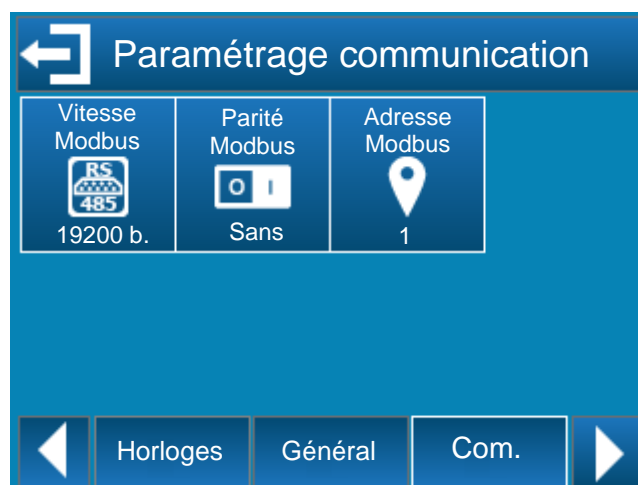 Paramétrage communication
Vitesse
Modbus
RS
485
19200 b.
Parité
Modbus
O I
Sans
Adresse
Modbus
1
Horloges
Général
Com.